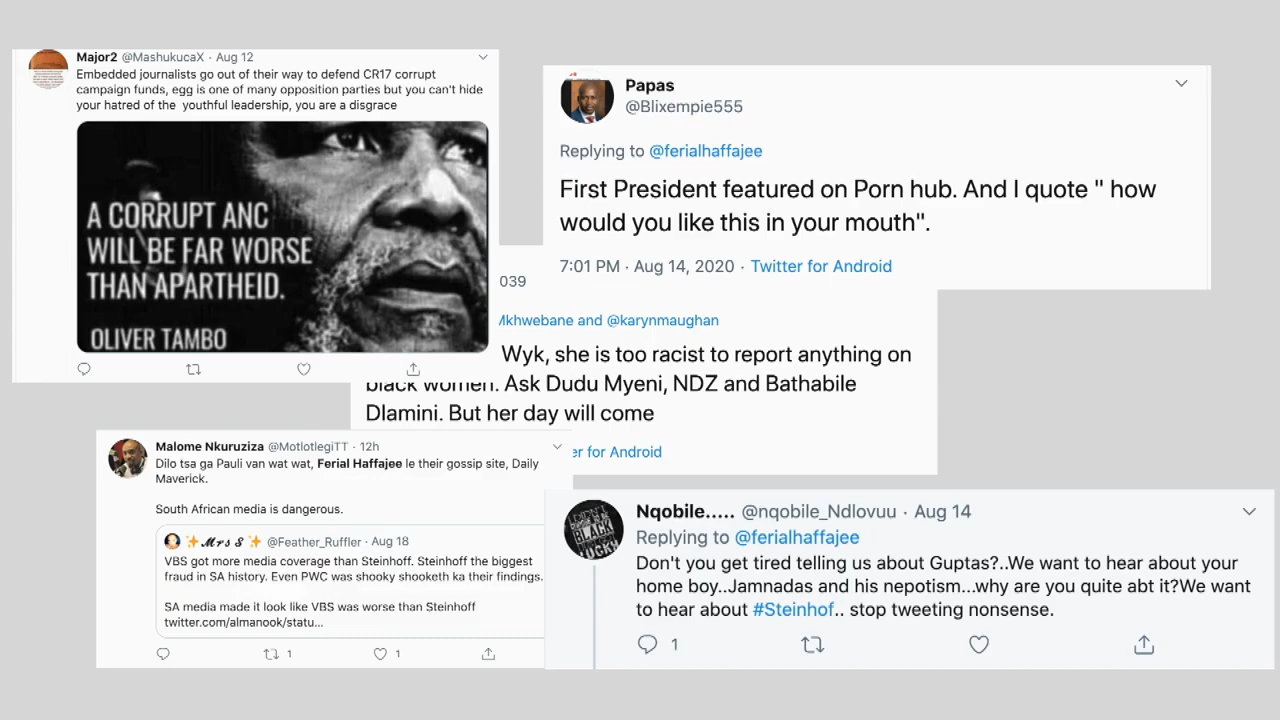 Major2 @MashukucaX · Aug 12
Embedded journalists go out of their way to defend CR17 corrupt
campaign funds, egg is one of many opposition parties but you can't hide
your hatred of the youthful leadership, you are a disgrace
A CORRUPT ANC
WILL BE FAR WORSE
THAN APARTHEID.
OLIVER TAMBO
Papas
@Blixempie555
Replying to @ferialhaffajee
First President featured on Porn hub. And I quote " how
would you like this in your mouth".
7:01 PM · Aug 14, 2020 · Twitter for Android
039
Mkhwebane and @karynmaughan
Wyk, she is too racist to report anything on
black women. Ask Dudu Myeni, NDZ and Bathabile
Dlamini. But her day will come
er for Android
Malome Nkuruziza @MotlotlegiTT · 12h
Dilo tsa ga Pauli van wat wat, Ferial Haffajee le their gossip site, Daily
Maverick.
South African media is dangerous.
✨𝓜𝓻𝓼 𝓢 ✨ @Feather_Ruffler · Aug 18
VBS got more media coverage than Steinhoff. Steinhoff the biggest
fraud in SA history. Even PWC was shooky shooketh ka their findings.
SA media made it look like VBS was worse than Steinhoff
twitter.com/almanook/statu...
1 1
Nqobile..... @nqobile_Ndlovuu · Aug 14
Replying to @ferialhaffajee
Don't you get tired telling us about Guptas?..We want to hear about your
home boy..Jamnadas and his nepotism...why are you quite abt it?We want
to hear about #Steinhof.. stop tweeting nonsense.
1